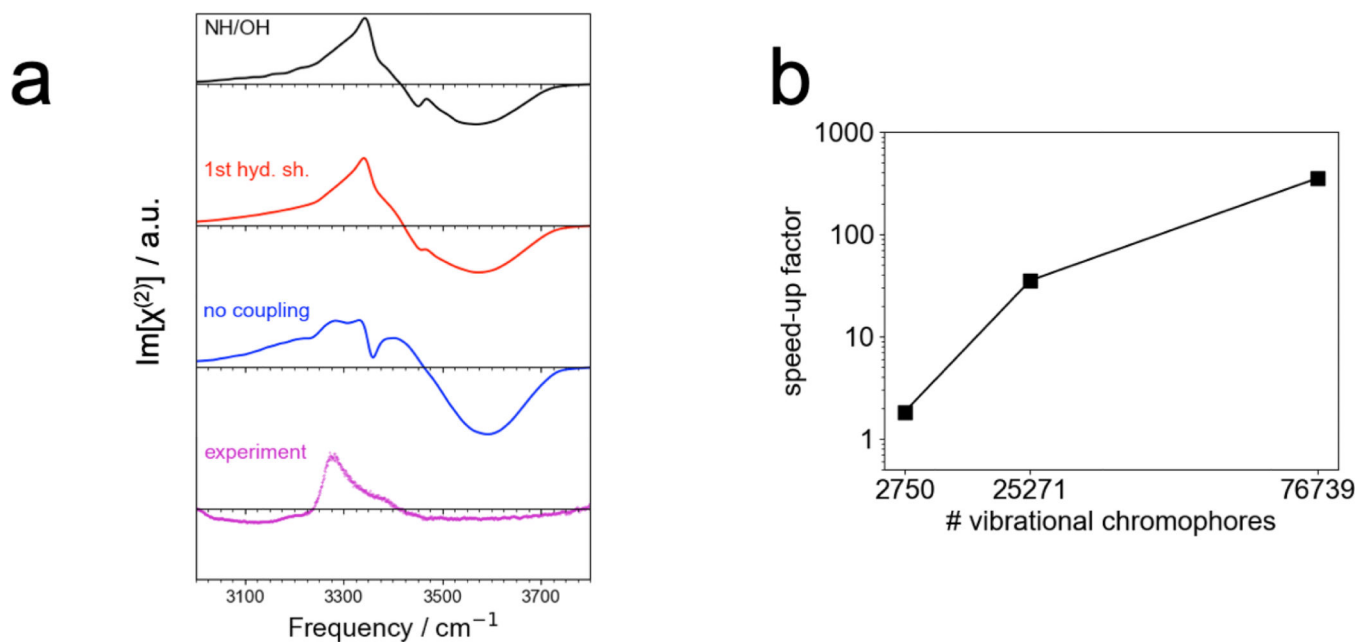 a
NH/OH
1st hyd. sh.
no coupling
experiment
Im[χ(2)] / a.u.
3100 3300 3500 3700
Frequency / cm−1
b
1000
100
10
1
speed-up factor
2750 25271 76739
# vibrational chromophores